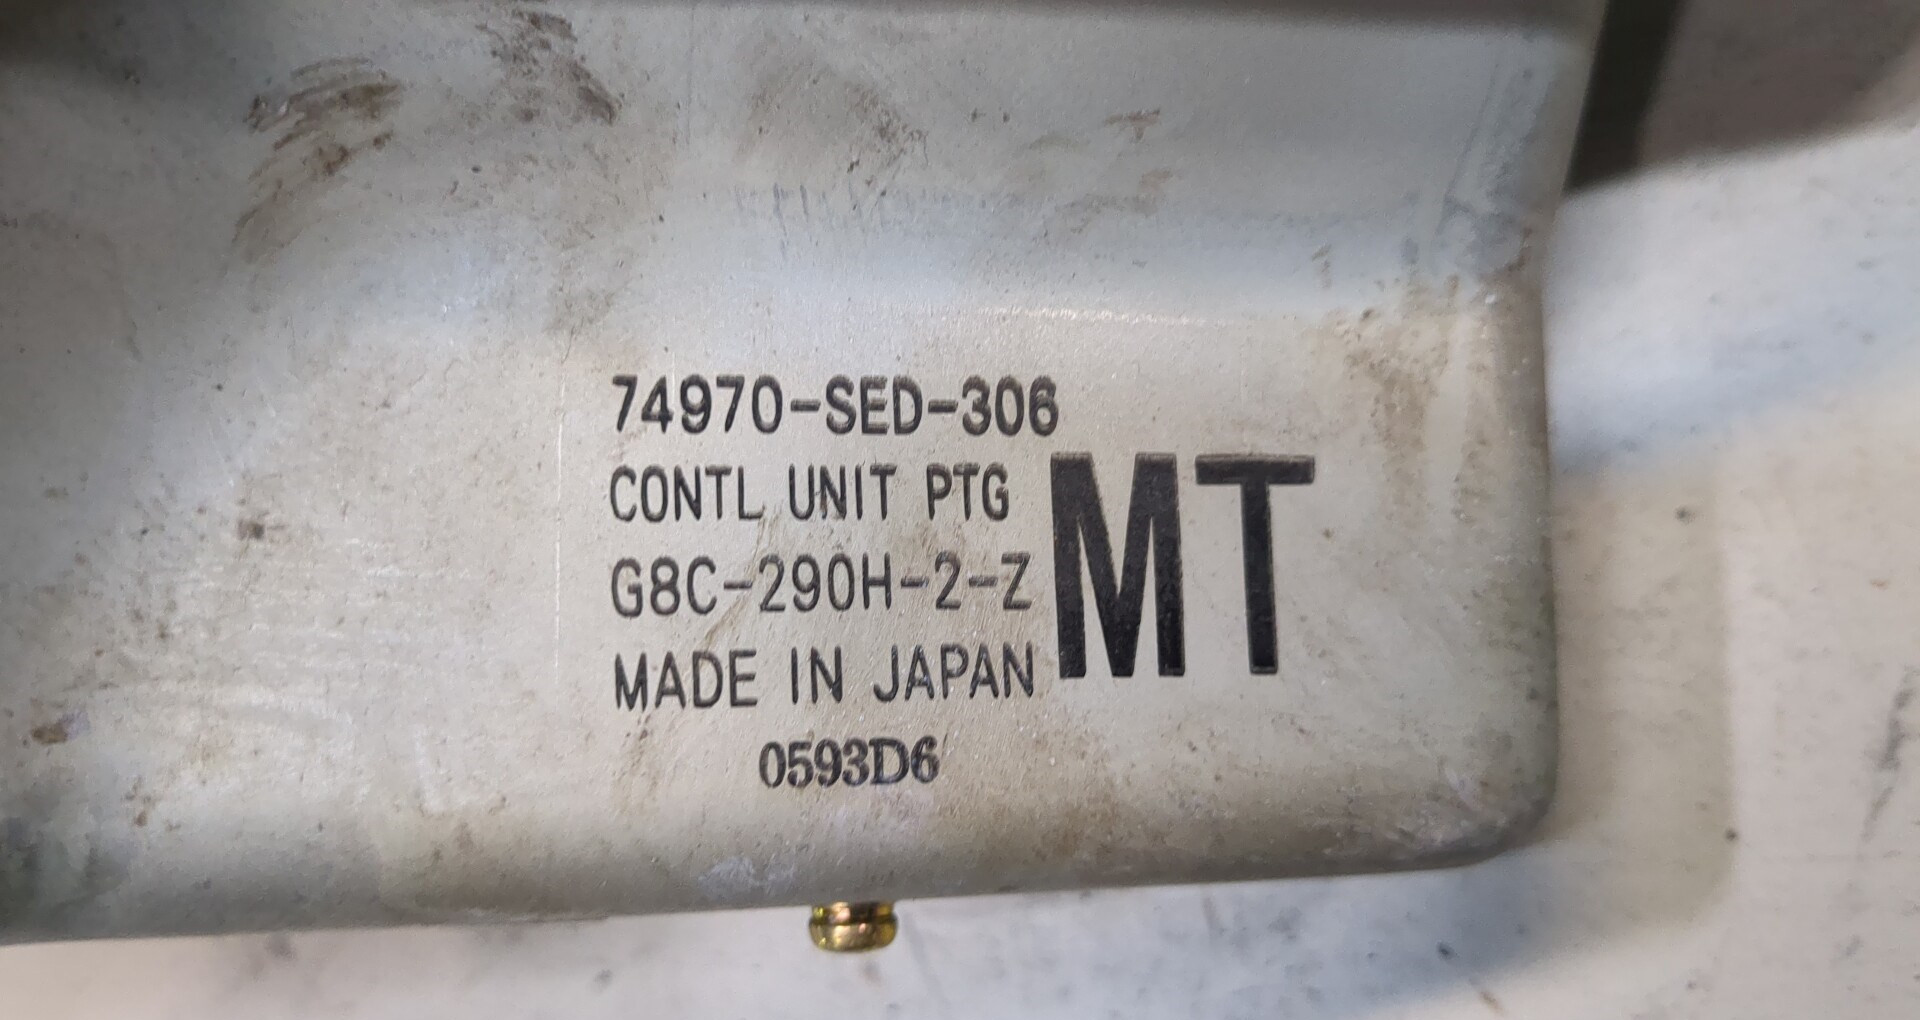 74970-SED-306
CONTL UNIT PTG
G8C-290H-2-Z
MADE IN JAPAN
MT
0593D6